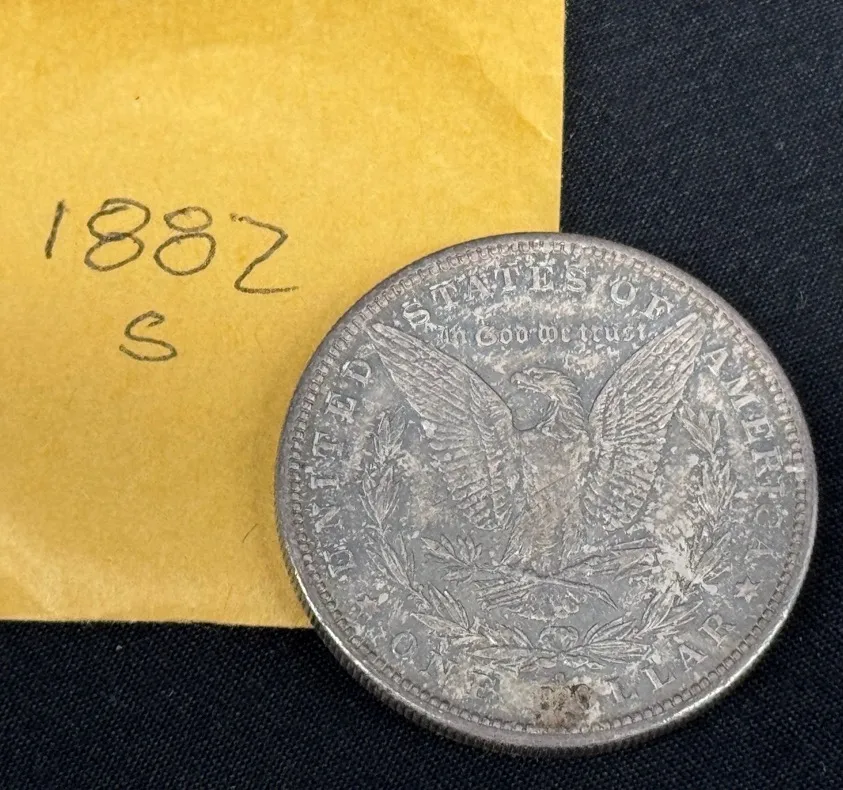 1882
S
UNITED STATES OF AMERICA
In God we trust
ONE DOLLAR